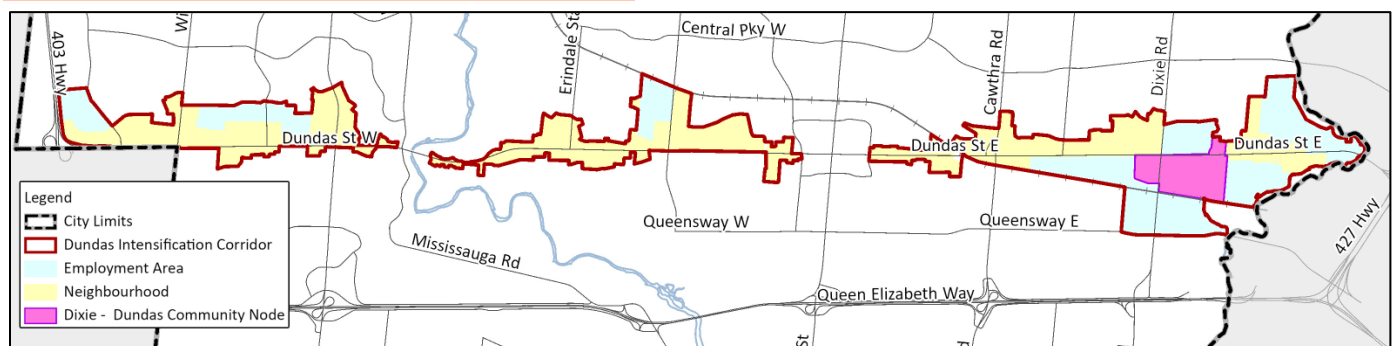 403 Hwy
Wi
Erindale Sta
Central Pky W
Cawthra Rd
Dixie Rd
Dundas St W
Dundas St E
Dundas St E
Queensway W
Queensway E
Mississauga Rd
Queen Elizabeth Way
427 Hwy
St
Legend
City Limits
Dundas Intensification Corridor
Employment Area
Neighbourhood
Dixie - Dundas Community Node